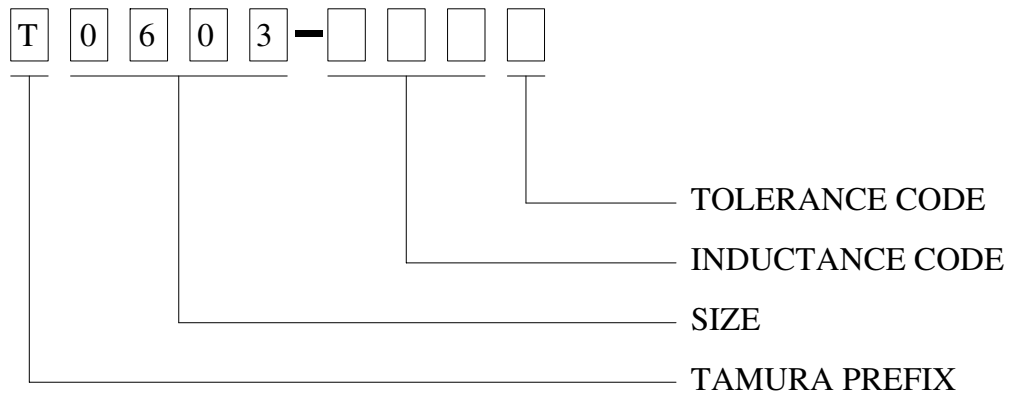 T 0 6 0 3 -
TOLERANCE CODE
INDUCTANCE CODE
SIZE
TAMURA PREFIX